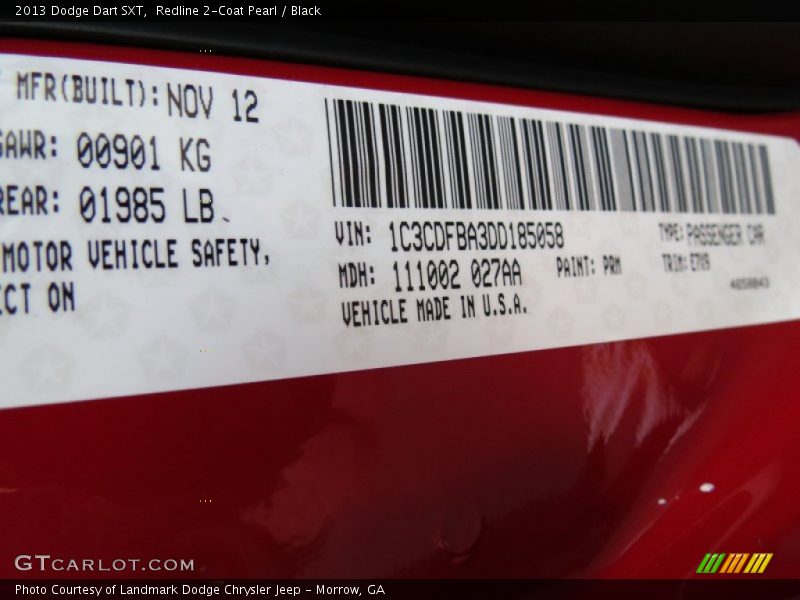 2013 Dodge Dart SXT,  Redline 2-Coat Pearl / Black
MFR(BUILT): NOV 12
GAWR: 00901 KG
REAR: 01985 LB
MOTOR VEHICLE SAFETY,
ECT ON
VIN: 1C3CDFBA3DD185058
TYPE: PASSENGER CAR
MDH: 111002 027AA
PAINT: PRM
TRIM: E7X9
VEHICLE MADE IN U.S.A.
4658043
GTCARLOT.COM
Photo Courtesy of Landmark Dodge Chrysler Jeep - Morrow, GA